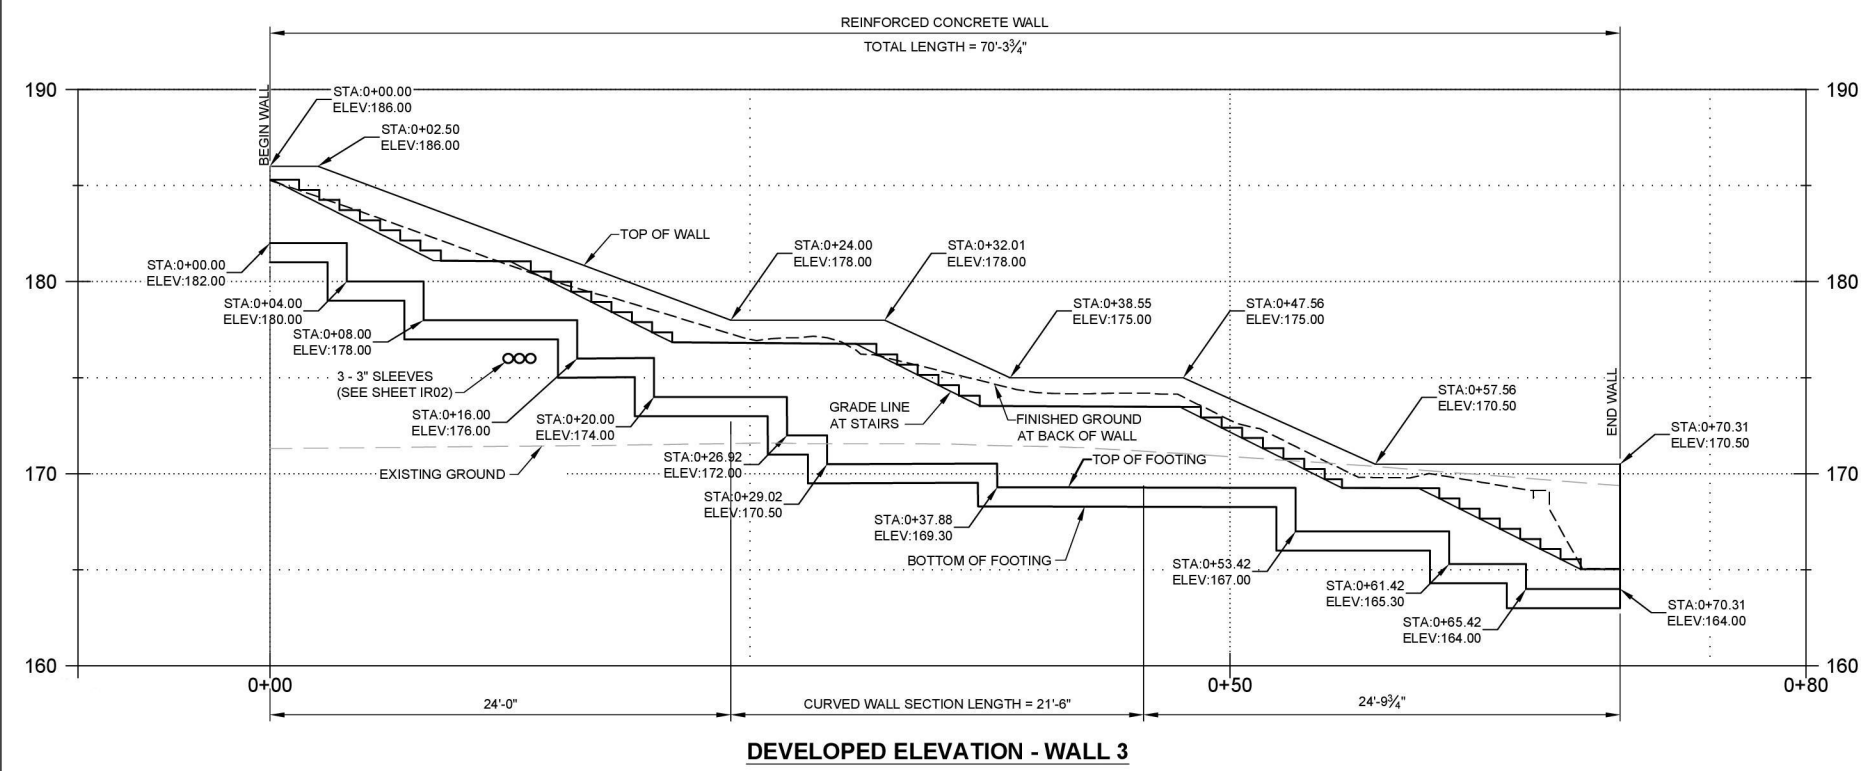 REINFORCED CONCRETE WALL
TOTAL LENGTH = 70'-3¾"
190
190
BEGIN WALL
STA:0+00.00
ELEV:186.00
STA:0+02.50
ELEV:186.00
TOP OF WALL
STA:0+24.00
ELEV:178.00
STA:0+32.01
ELEV:178.00
STA:0+00.00
ELEV:182.00
180
180
STA:0+04.00
ELEV:180.00
STA:0+38.55
ELEV:175.00
STA:0+47.56
ELEV:175.00
STA:0+08.00
ELEV:178.00
3 - 3" SLEEVES
(SEE SHEET IR02)
END WALL
STA:0+57.56
ELEV:170.50
GRADE LINE
AT STAIRS
FINISHED GROUND
AT BACK OF WALL
STA:0+16.00
ELEV:176.00
STA:0+20.00
ELEV:174.00
STA:0+70.31
ELEV:170.50
STA:0+26.92
ELEV:172.00
TOP OF FOOTING
EXISTING GROUND
170
170
STA:0+29.02
ELEV:170.50
STA:0+37.88
ELEV:169.30
BOTTOM OF FOOTING
STA:0+53.42
ELEV:167.00
STA:0+61.42
ELEV:165.30
STA:0+70.31
ELEV:164.00
STA:0+65.42
ELEV:164.00
160
160
0+00
0+50
0+80
24'-0"
CURVED WALL SECTION LENGTH = 21'-6"
24'-9¾"
DEVELOPED ELEVATION - WALL 3